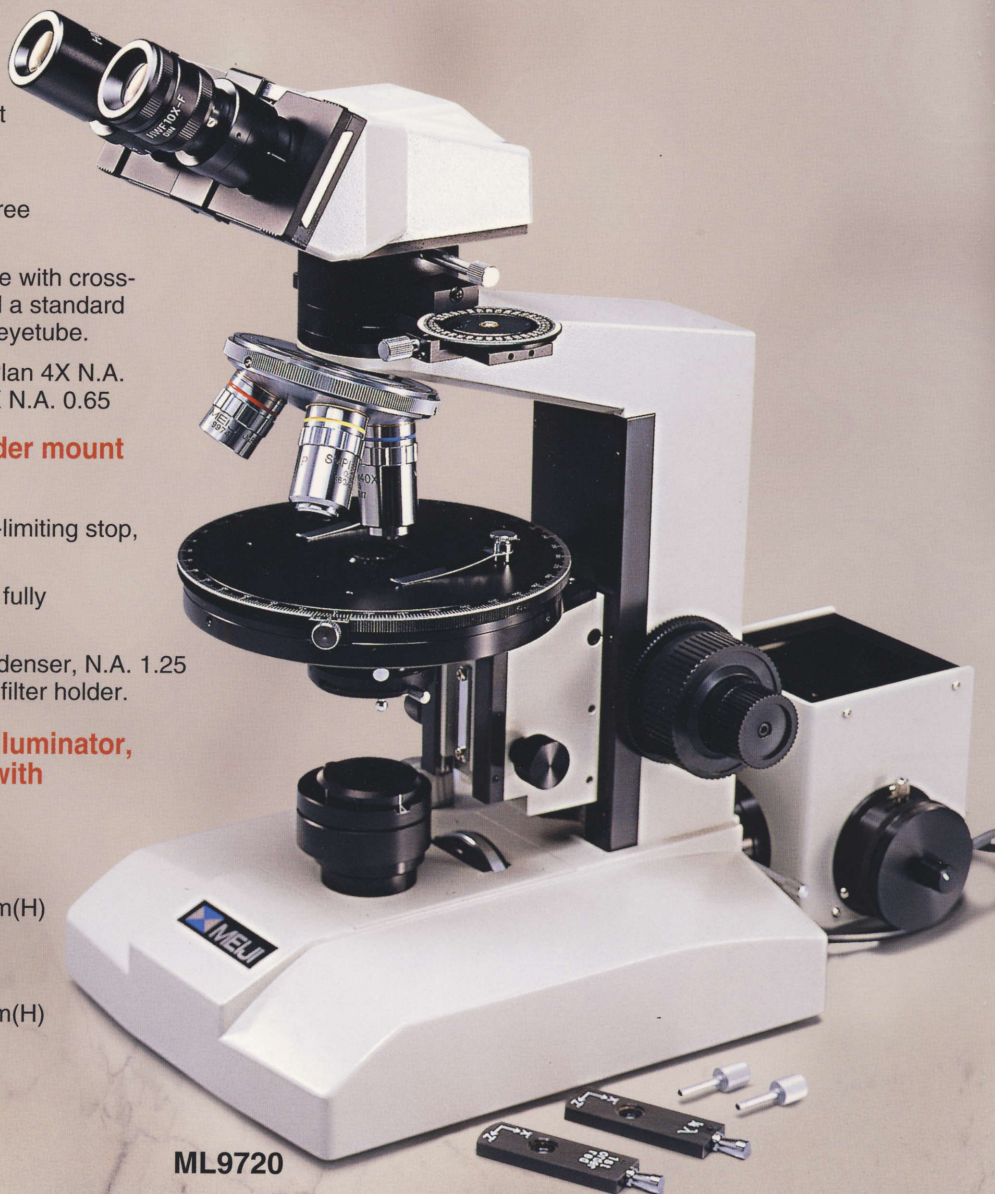 HWF10X-F
DIN
t
ree
e with cross-
a standard
eyetube.
lan 4X N.A.
N.A. 0.65
der mount
-limiting stop,
fully
denser, N.A. 1.25
filter holder.
luminator,
with
m(H)
m(H)
MEIJI
ML9720